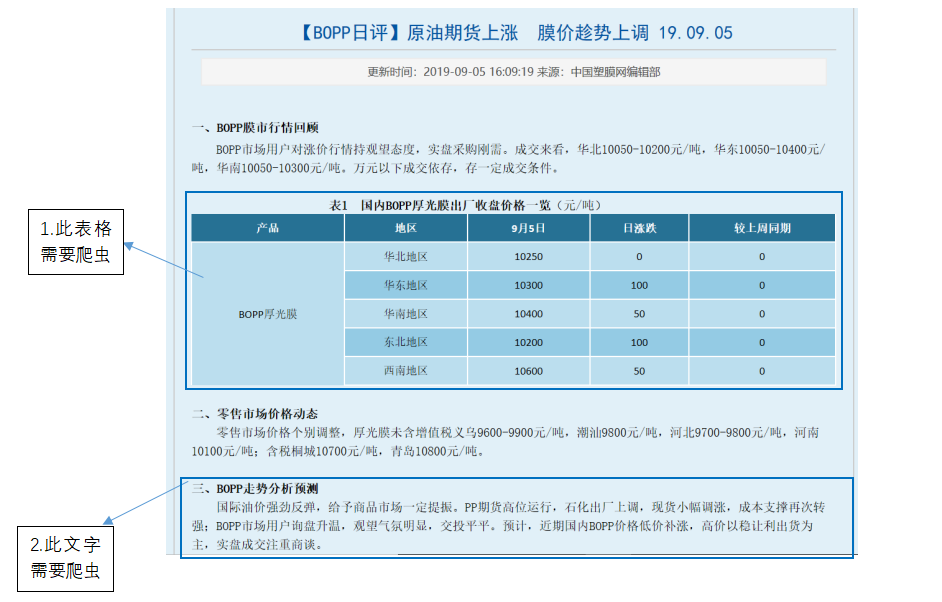 【BOPP日评】原油期货上涨 膜价趁势上调 19.09.05
更新时间：2019-09-05 16:09:19 来源：中国塑膜网编辑部
一、BOPP膜市行情回顾
BOPP市场用户对涨价行情持观望态度，实盘采购刚需。成交来看，华北10050-10200元/吨，华东10050-10400元/
吨，华南10050-10300元/吨。万元以下成交依存，存一定成交条件。
表1 国内BOPP厚光膜出厂收盘价格一览（元/吨）
产品 地区 9月5日 日涨跌 较上周同期
华北地区 10250 0 0
华东地区 10300 100 0
BOPP厚光膜 华南地区 10400 50 0
东北地区 10200 100 0
西南地区 10600 50 0
二、零售市场价格动态
零售市场价格个别调整，厚光膜未含增值税义乌9600-9900元/吨，潮汕9800元/吨，河北9700-9800元/吨，河南
10100元/吨；含税桐城10700元/吨，青岛10800元/吨。
三、BOPP走势分析预测
国际油价强劲反弹，给予商品市场一定提振。PP期货高位运行，石化出厂上调，现货小幅调涨，成本支撑再次转
强；BOPP市场用户询盘升温，观望气氛明显，交投平平。预计，近期国内BOPP价格低价补涨，高价以稳让利出货为
主，实盘成交注重商谈。
1.此表格
需要爬虫
2.此文字
需要爬虫